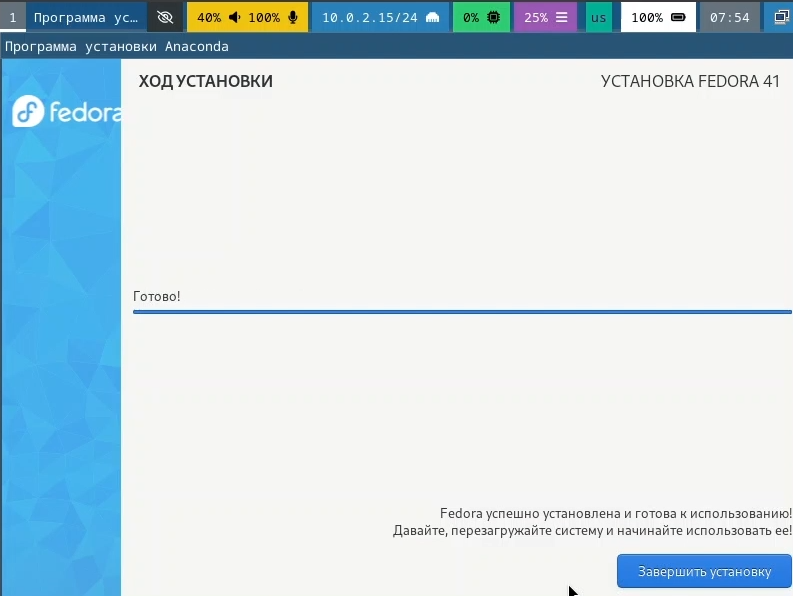 1 Программа ус… 40% 100% 10.0.2.15/24 0% 25% us 100% 07:54
Программа установки Anaconda
fedora
ХОД УСТАНОВКИ
УСТАНОВКА FEDORA 41
Готово!
Fedora успешно установлена и готова к использованию!
Давайте, перезагружайте систему и начинайте использовать ее!
Завершить установку